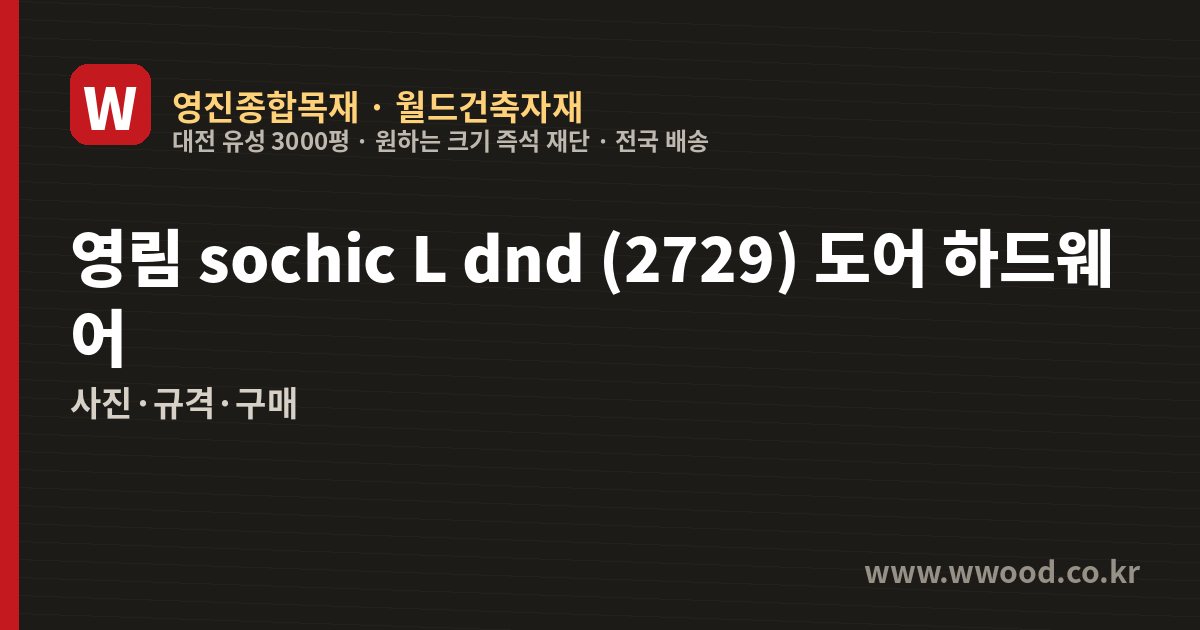 W
영진종합목재 · 월드건축자재
대전 유성 3000평 · 원하는 크기 즉석 재단 · 전국 배송
영림 sochic L dnd (2729) 도어 하드웨
어
사진·규격·구매
www.wwood.co.kr